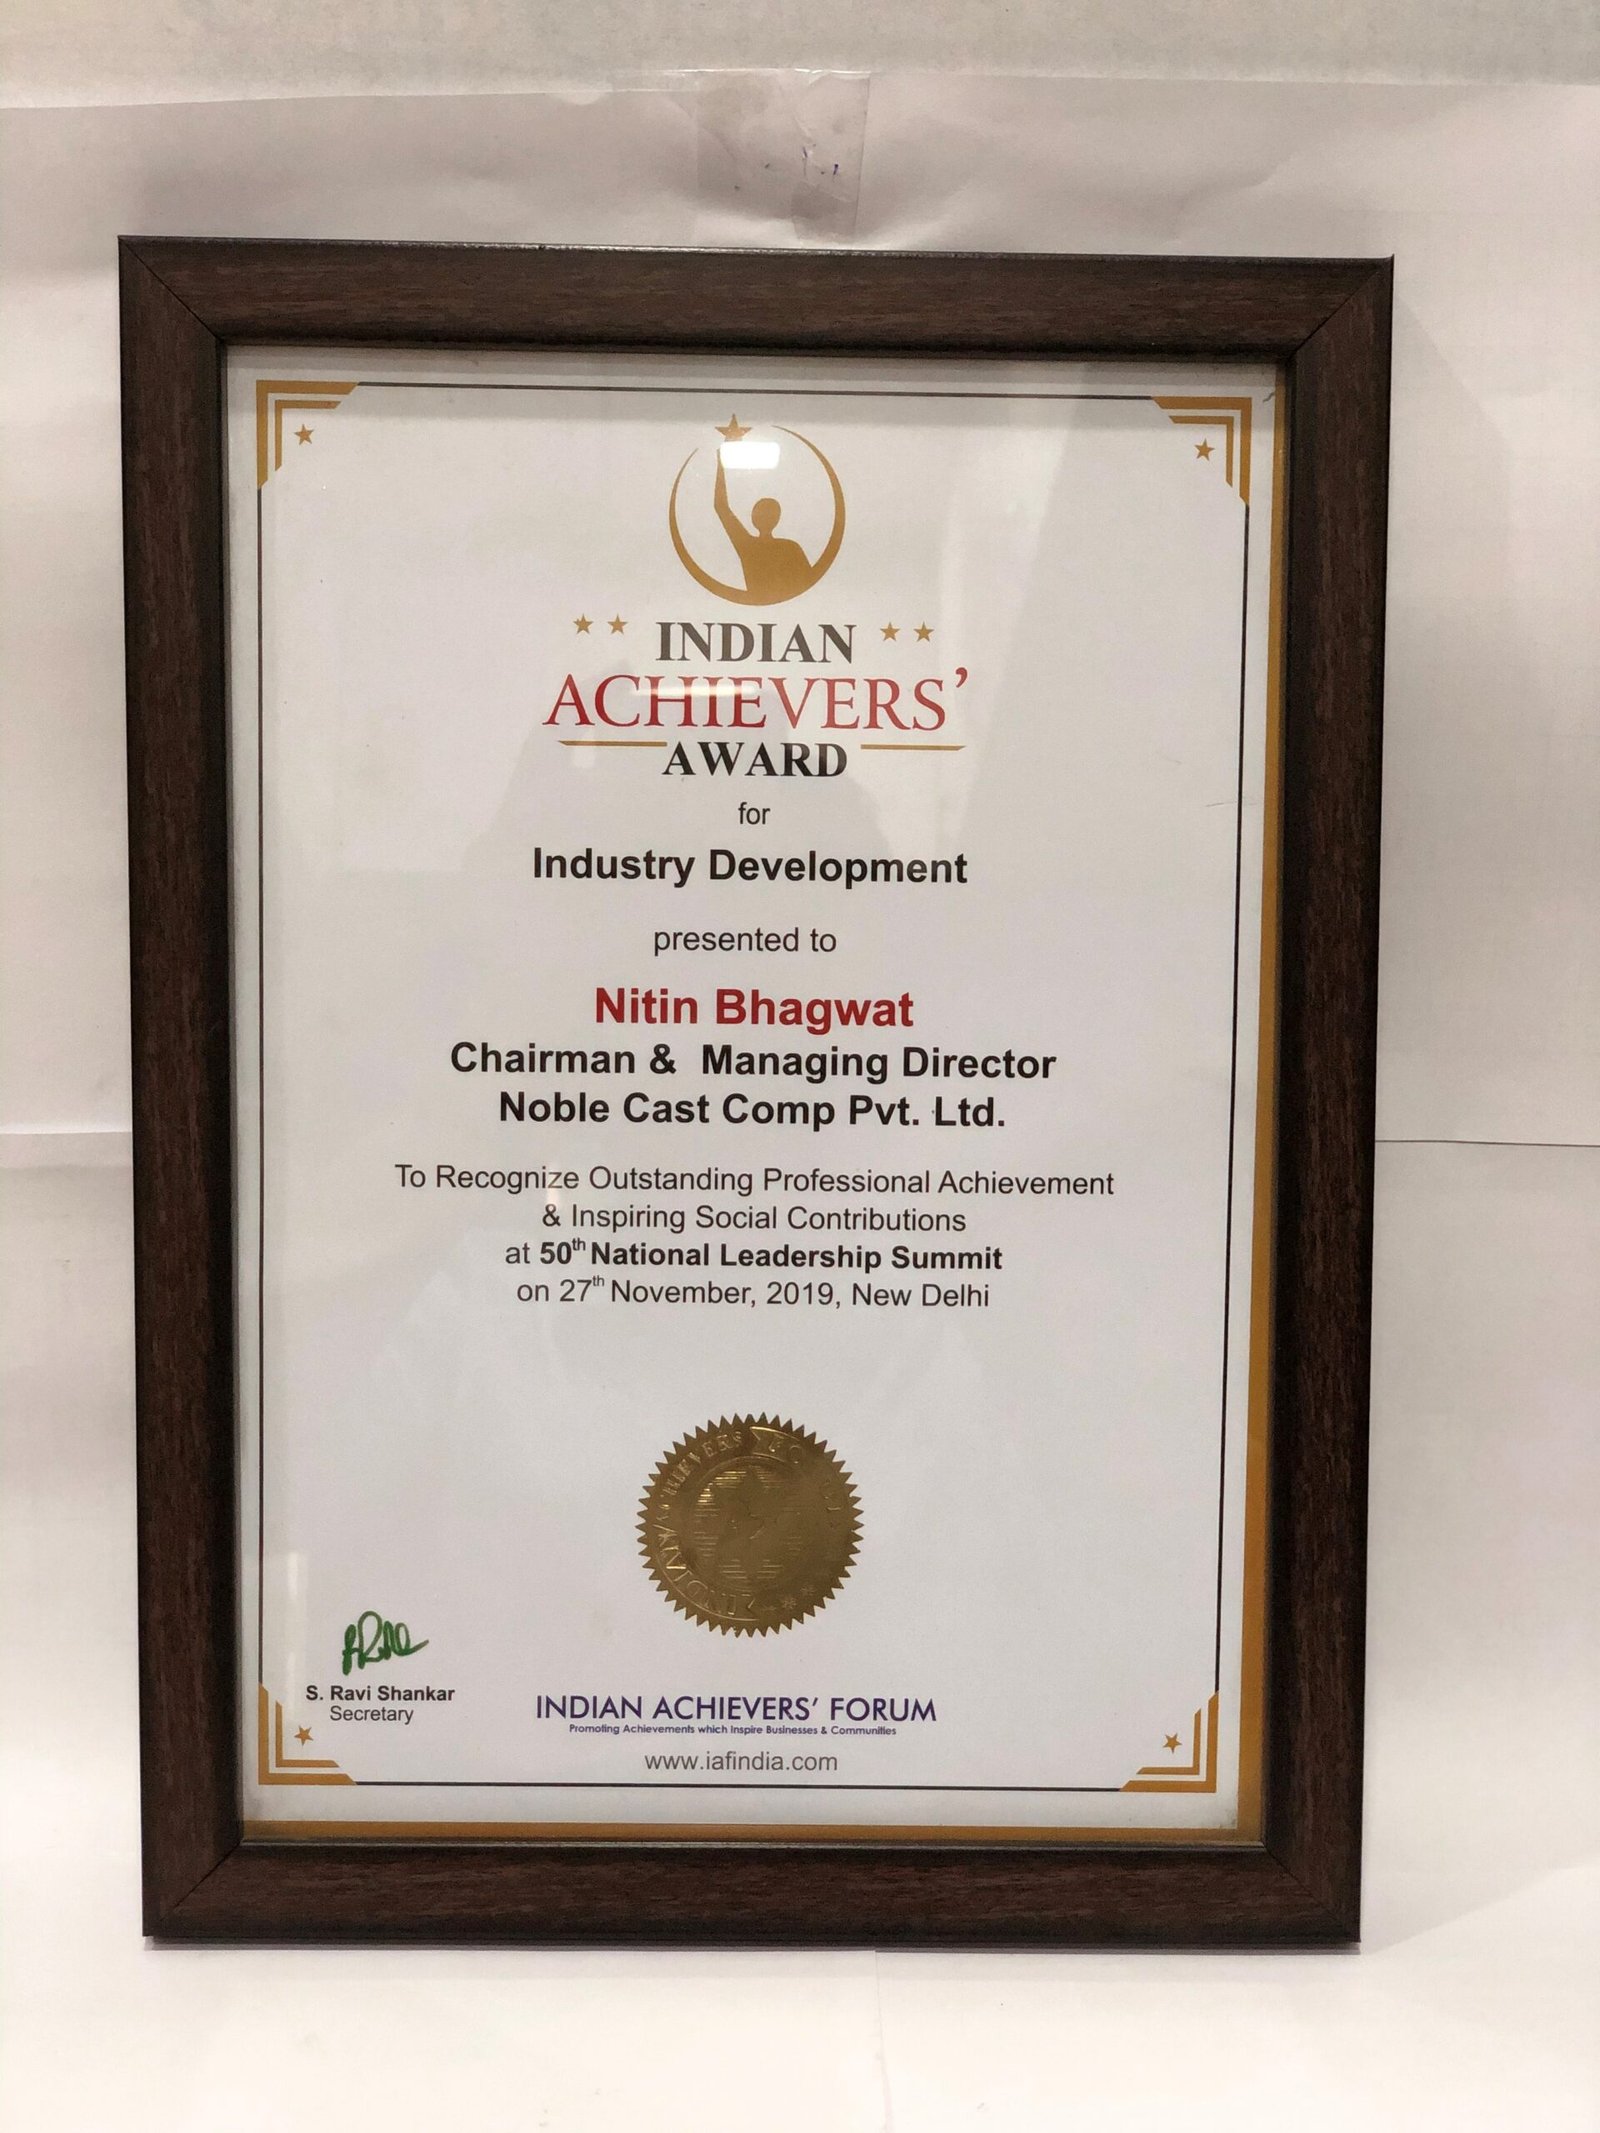 INDIAN
ACHIEVERS'
AWARD
for
Industry Development
presented to
Nitin Bhagwat
Chairman & Managing Director
Noble Cast Comp Pvt. Ltd.
To Recognize Outstanding Professional Achievement
& Inspiring Social Contributions
at 50th National Leadership Summit
on 27th November, 2019, New Delhi
INDIAN ACHIEVERS
S. Ravi Shankar
Secretary
INDIAN ACHIEVERS' FORUM
Promoting Achievements which Inspire Businesses & Communities
www.iafindia.com